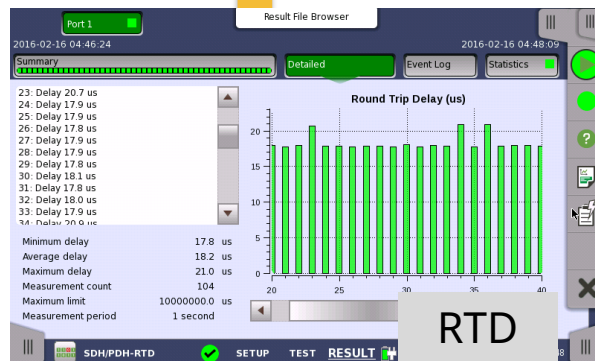 Result File Browser
Port 1
2016-02-16 04:46:24
2016-02-16 04:48:09
Summary
Detailed
Event Log
Statistics
23: Delay 20.7 us
24: Delay 17.9 us
25: Delay 17.9 us
26: Delay 17.8 us
27: Delay 17.9 us
28: Delay 17.9 us
29: Delay 17.8 us
30: Delay 18.1 us
31: Delay 17.8 us
32: Delay 18.0 us
33: Delay 17.9 us
34: Delay 20.9 us
Minimum delay 17.8 us
Average delay 18.2 us
Maximum delay 21.0 us
Measurement count 104
Maximum limit 10000000.0 us
Measurement period 1 second
Round Trip Delay (us)
20
15
10
5
0
20 25 30 35 40
RTD
SDH/PDH-RTD
SETUP TEST RESULT